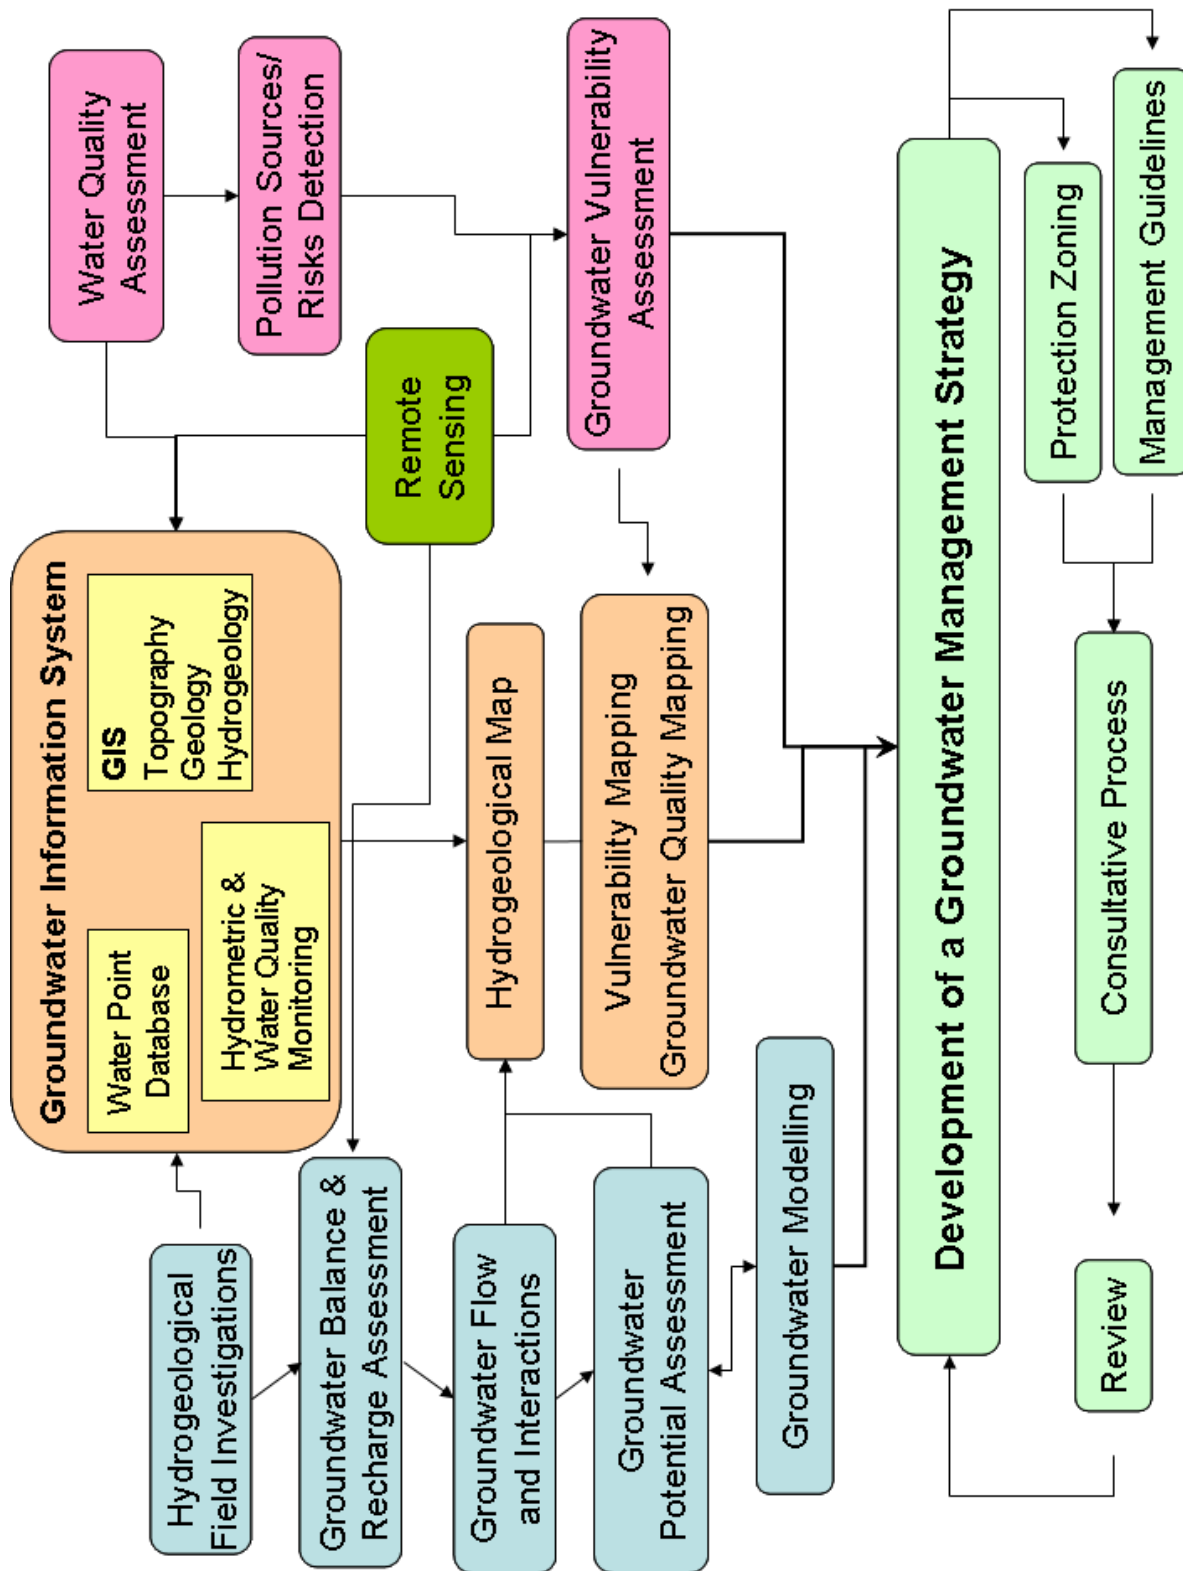 Groundwater Information System
Water Point
Database
Hydrometric &
Water Quality
Monitoring
GIS
Topography
Geology
Hydrogeology
Water Quality
Assessment
Hydrogeological
Field Investigations
Pollution Sources/
Risks Detection
Groundwater Balance &
Recharge Assessment
Remote
Sensing
Groundwater Flow
and Interactions
Hydrogeological Map
Groundwater
Potential Assessment
Vulnerability Mapping
Groundwater Quality Mapping
Groundwater Vulnerability
Assessment
Groundwater Modelling
Development of a Groundwater Management Strategy
Review
Consultative Process
Protection Zoning
Management Guidelines